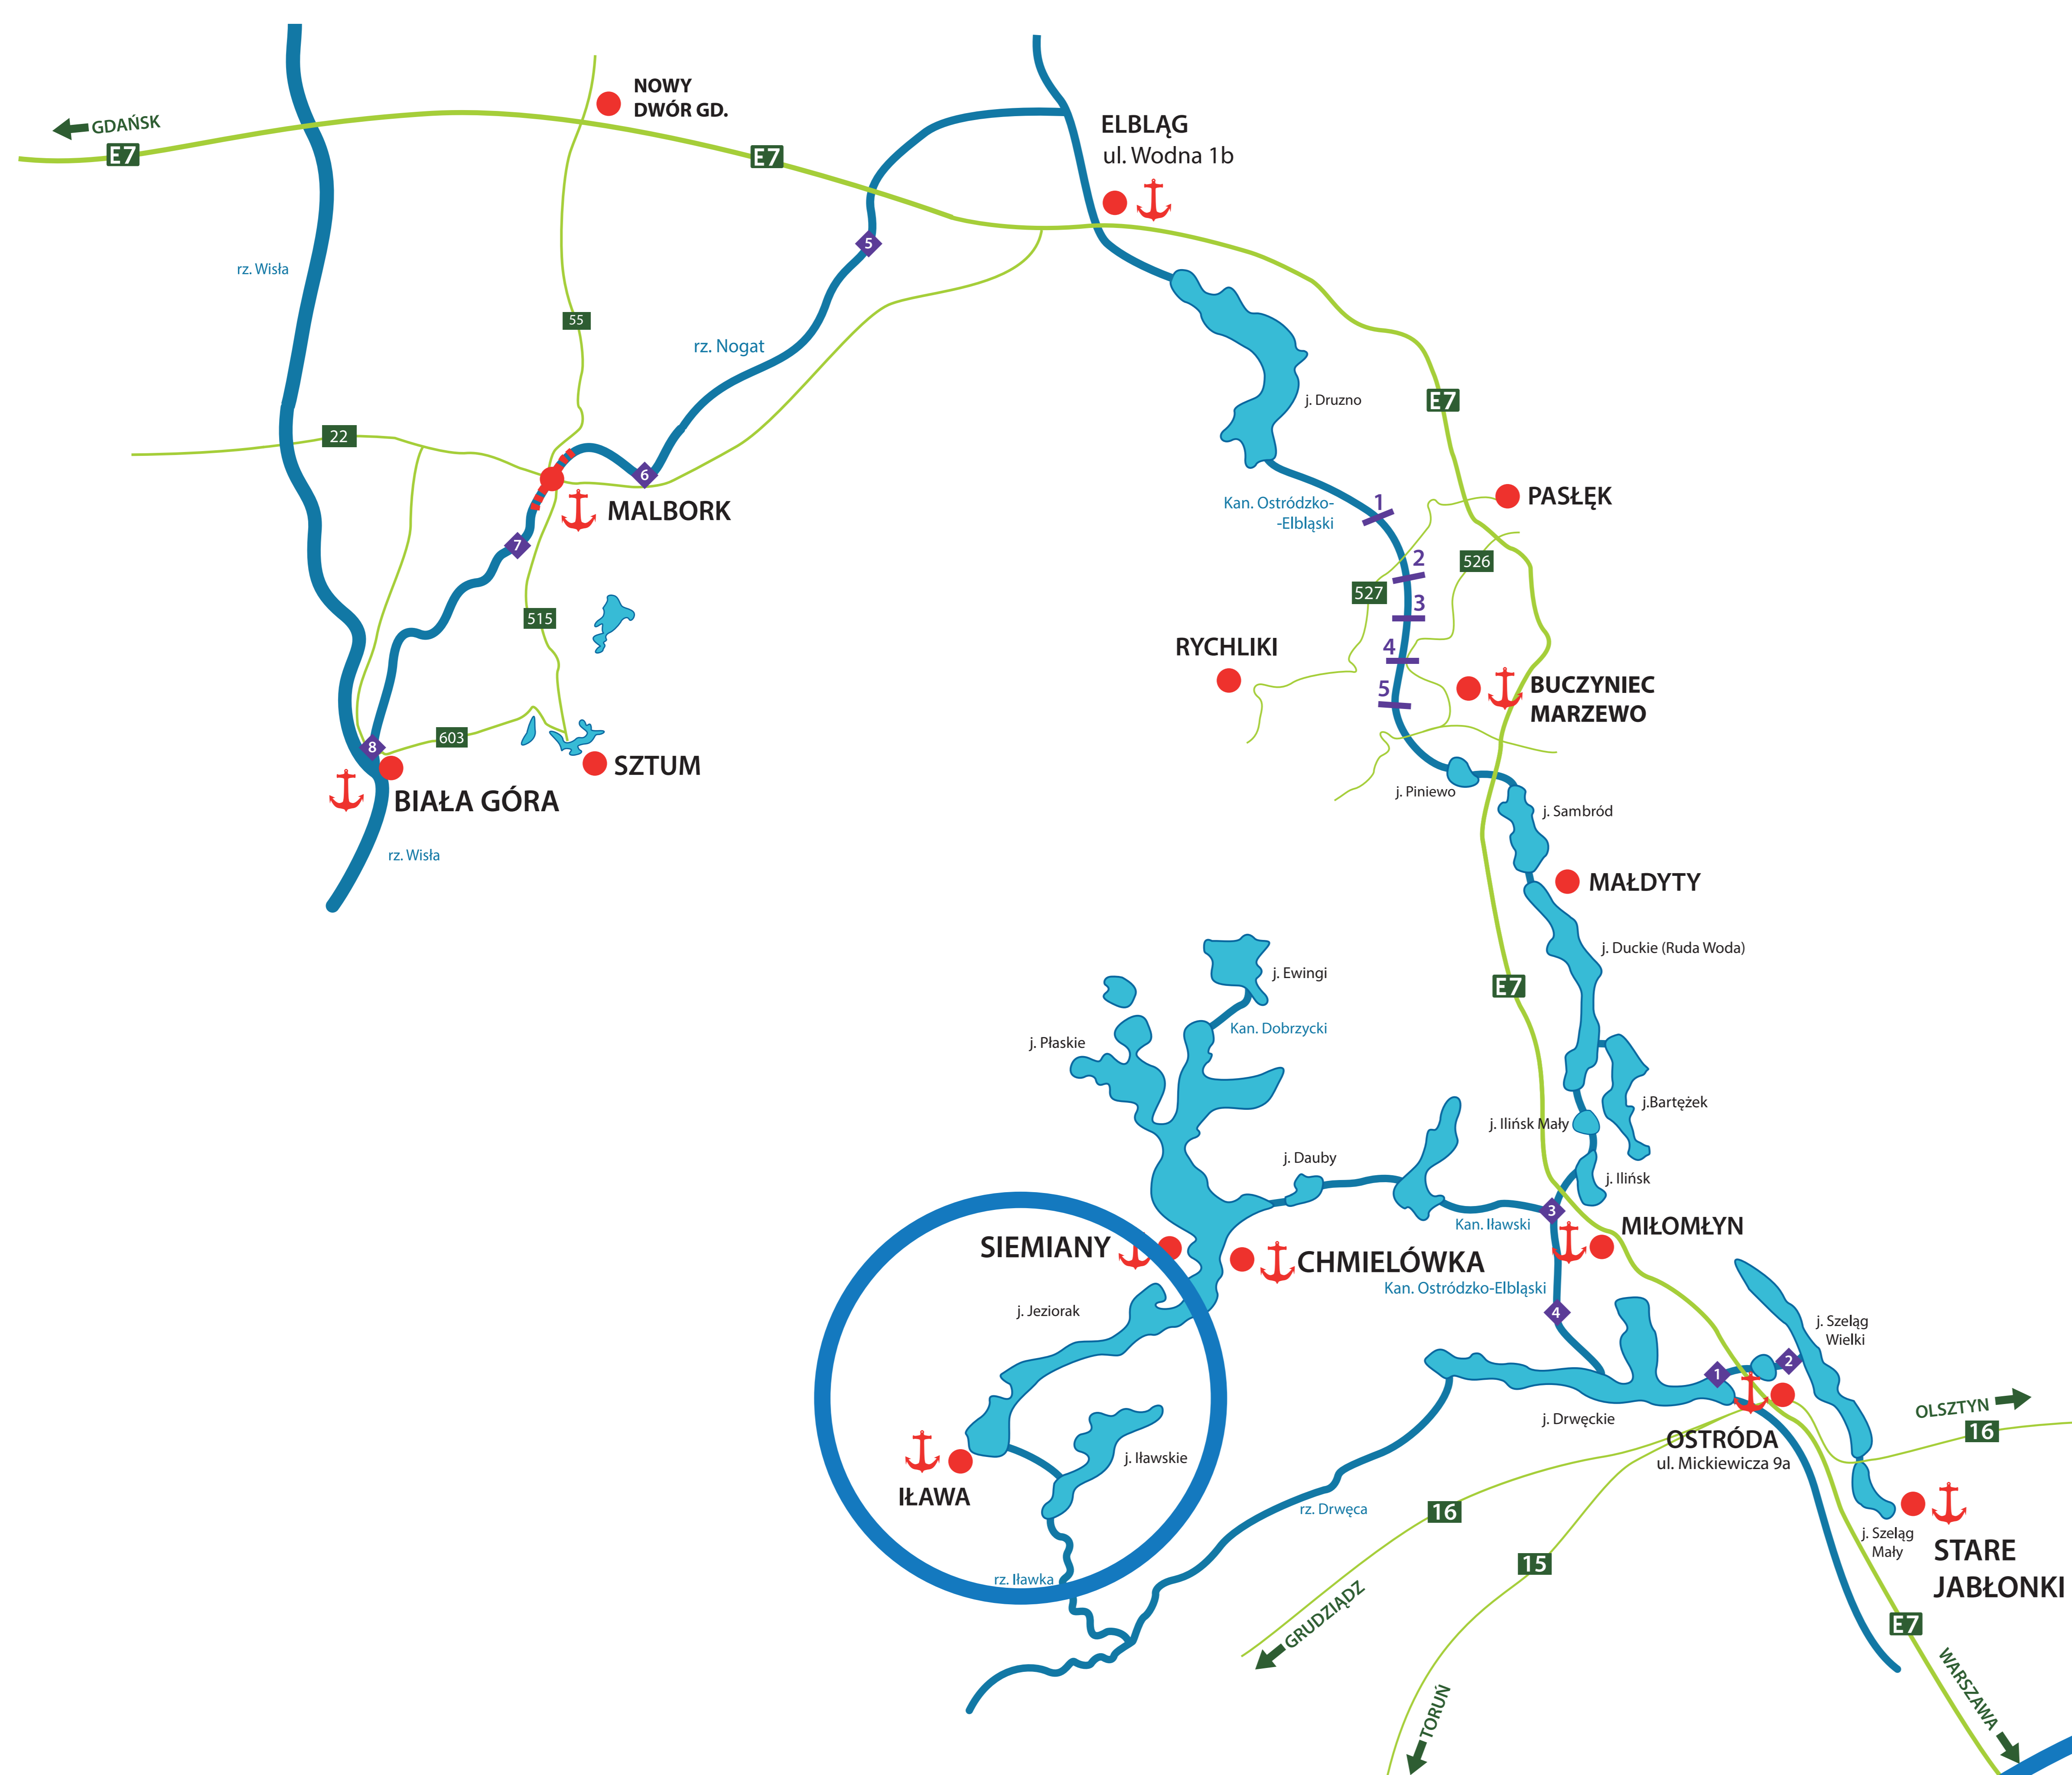 GDAŃSK
E7
NOWY
DWÓR GD.
E7
ELBLĄG
ul. Wodna 1b
rz. Wisła
5
55
rz. Nogat
j. Druzno
E7
22
6
MALBORK
7
Kan. Ostródzko-
-Elbląski
1
PASŁĘK
2
526
527
3
515
RYCHLIKI
4
5
BUCZYNIEC
MARZEWO
603
8
SZTUM
BIAŁA GÓRA
rz. Wisła
j. Piniewo
j. Sambród
MAŁDYTY
j. Duckie (Ruda Woda)
j. Ewingi
E7
Kan. Dobrzycki
j. Płaskie
j.Bartężek
j. Ilińsk Mały
j. Dauby
j. Ilińsk
3
Kan. Iławski
MIŁOMŁYN
SIEMIANY
CHMIELÓWKA
Kan. Ostródzko-Elbląski
j. Jeziorak
4
j. Szeląg
Wielki
1
2
j. Drwęckie
OLSZTYN
16
OSTRÓDA
ul. Mickiewicza 9a
j. Iławskie
IŁAWA
rz. Drwęca
16
j. Szeląg
Mały
STARE
JABŁONKI
15
rz. Iławka
GRUDZIĄDZ
E7
WARSZAWA
TORUŃ